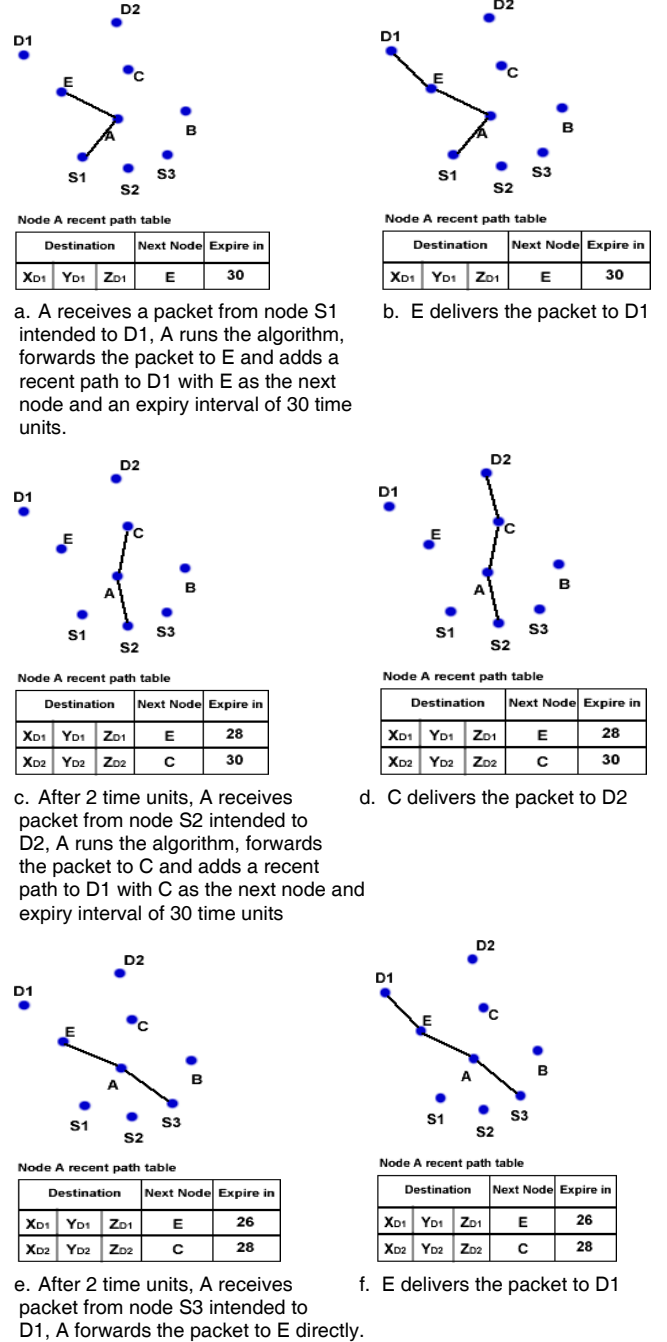 D2
D1
E
C
A
B
S1
S2
S3
Node A recent path table
Destination Next Node Expire in
XD1 YD1 ZD1 E 30
a. A receives a packet from node S1
intended to D1, A runs the algorithm,
forwards the packet to E and adds a
recent path to D1 with E as the next
node and an expiry interval of 30 time
units.
D2
D1
E
C
A
B
S1
S2
S3
Node A recent path table
Destination Next Node Expire in
XD1 YD1 ZD1 E 30
b. E delivers the packet to D1
D2
D1
E
C
A
B
S1
S2
S3
Node A recent path table
Destination Next Node Expire in
XD1 YD1 ZD1 E 28
XD2 YD2 ZD2 C 30
c. After 2 time units, A receives
packet from node S2 intended to
D2, A runs the algorithm, forwards
the packet to C and adds a recent
path to D1 with C as the next node and
expiry interval of 30 time units
D2
D1
E
C
A
B
S1
S2
S3
Node A recent path table
Destination Next Node Expire in
XD1 YD1 ZD1 E 28
XD2 YD2 ZD2 C 30
d. C delivers the packet to D2
D2
D1
E
C
A
B
S1
S2
S3
Node A recent path table
Destination Next Node Expire in
XD1 YD1 ZD1 E 26
XD2 YD2 ZD2 C 28
e. After 2 time units, A receives
packet from node S3 intended to
D1, A forwards the packet to E directly.
D2
D1
E
C
A
B
S1
S2
S3
Node A recent path table
Destination Next Node Expire in
XD1 YD1 ZD1 E 26
XD2 YD2 ZD2 C 28
f. E delivers the packet to D1